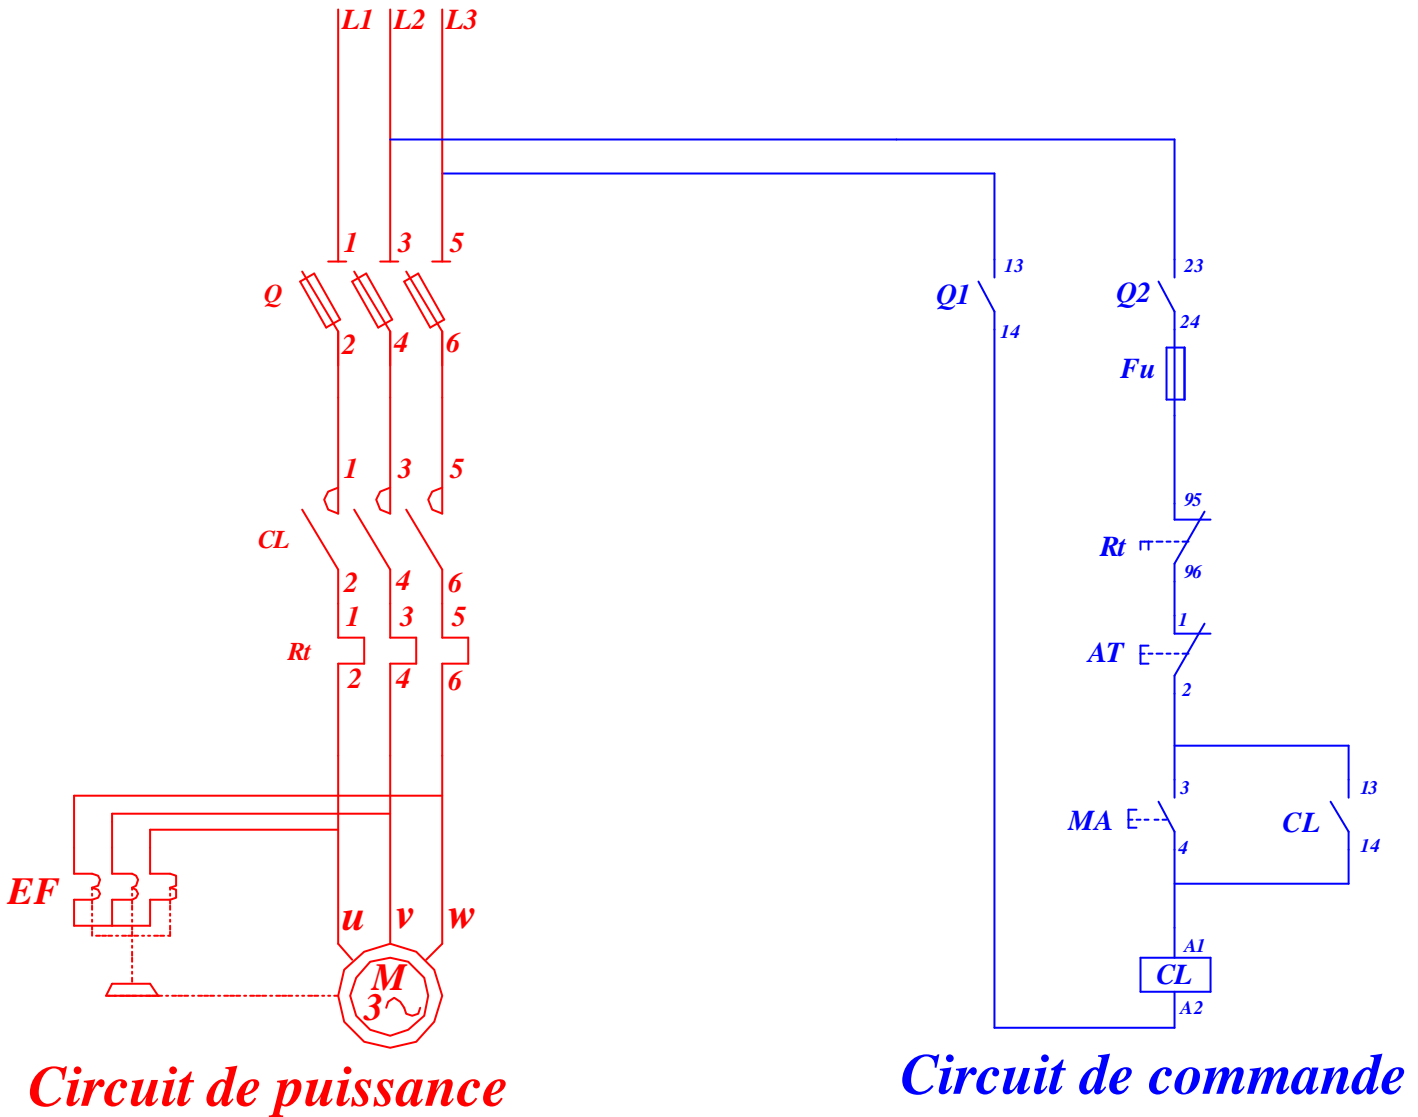 L1 L2 L3
1 3 5
Q
2 4 6
1 3 5
CL
2 4 6
1 3 5
Rt
2 4 6
EF
u v w
M
3
Circuit de puissance
13
Q1
14
23
Q2
24
Fu
95
Rt
96
1
AT
2
3
MA
4
13
CL
14
A1
CL
A2
Circuit de commande